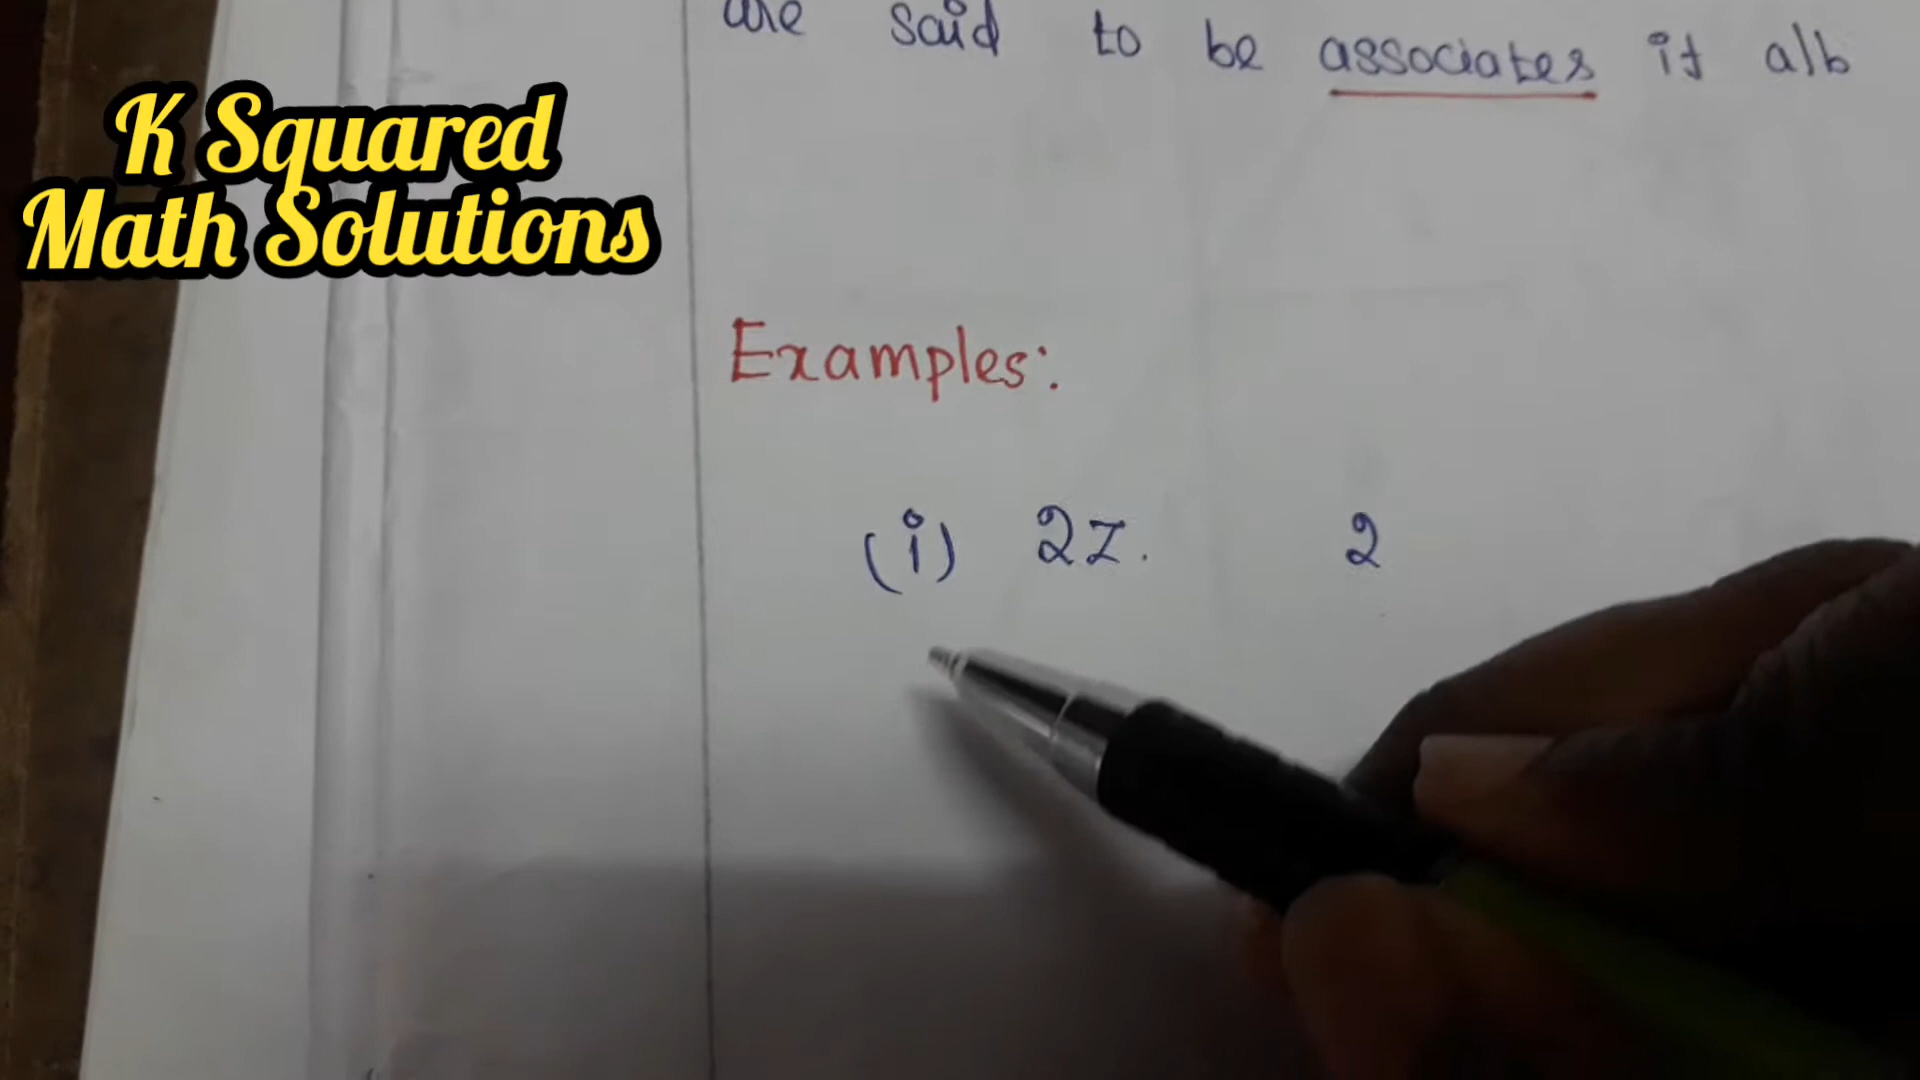 are said to be associates if a|b
K Squared
Math Solutions
Examples:
(i) 2Z. 2